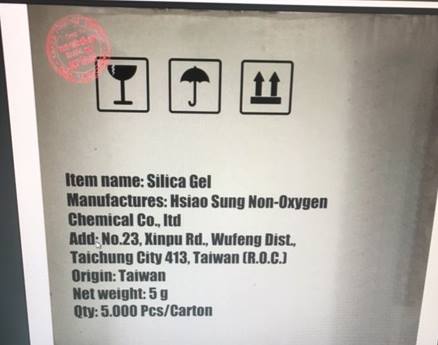 Item name: Silica Gel
Manufactures: Hsiao Sung Non-Oxygen
Chemical Co., ltd
Add: No.23, Xinpu Rd., Wufeng Dist.,
Taichung City 413, Taiwan (R.O.C.)
Origin: Taiwan
Net weight: 5 g
Qty: 5.000 Pcs/Carton